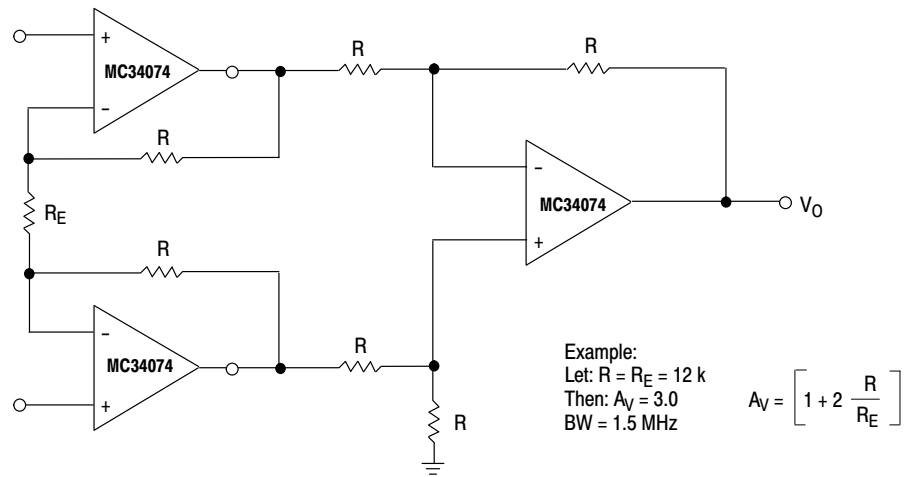 R
R
+
MC34074
−
R
−
MC34074
+
V_O
R_E
R
−
MC34074
+
R
R
Example:
Let: R = R_E = 12 k
Then: A_V = 3.0
BW = 1.5 MHz
A_V = [1 + 2 R/R_E]